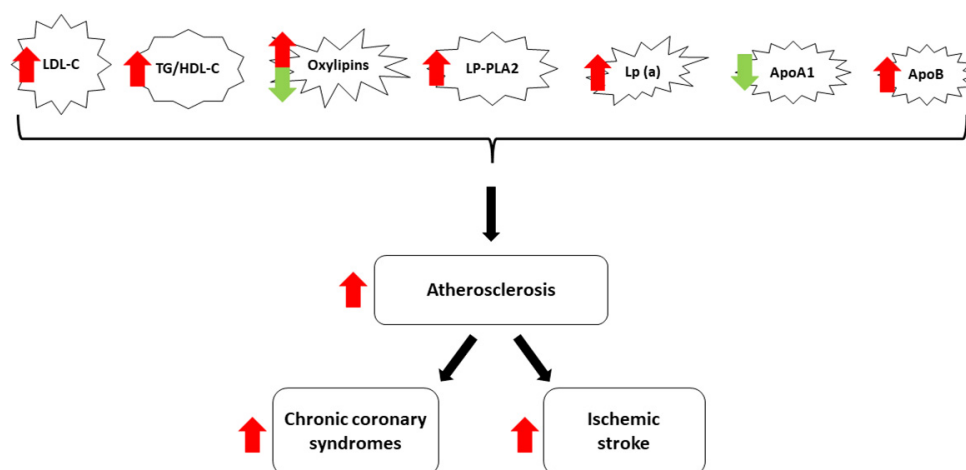 LDL-C
TG/HDL-C
Oxylipins
LP-PLA2
Lp (a)
ApoA1
ApoB
Atherosclerosis
Chronic coronary
syndromes
Ischemic
stroke